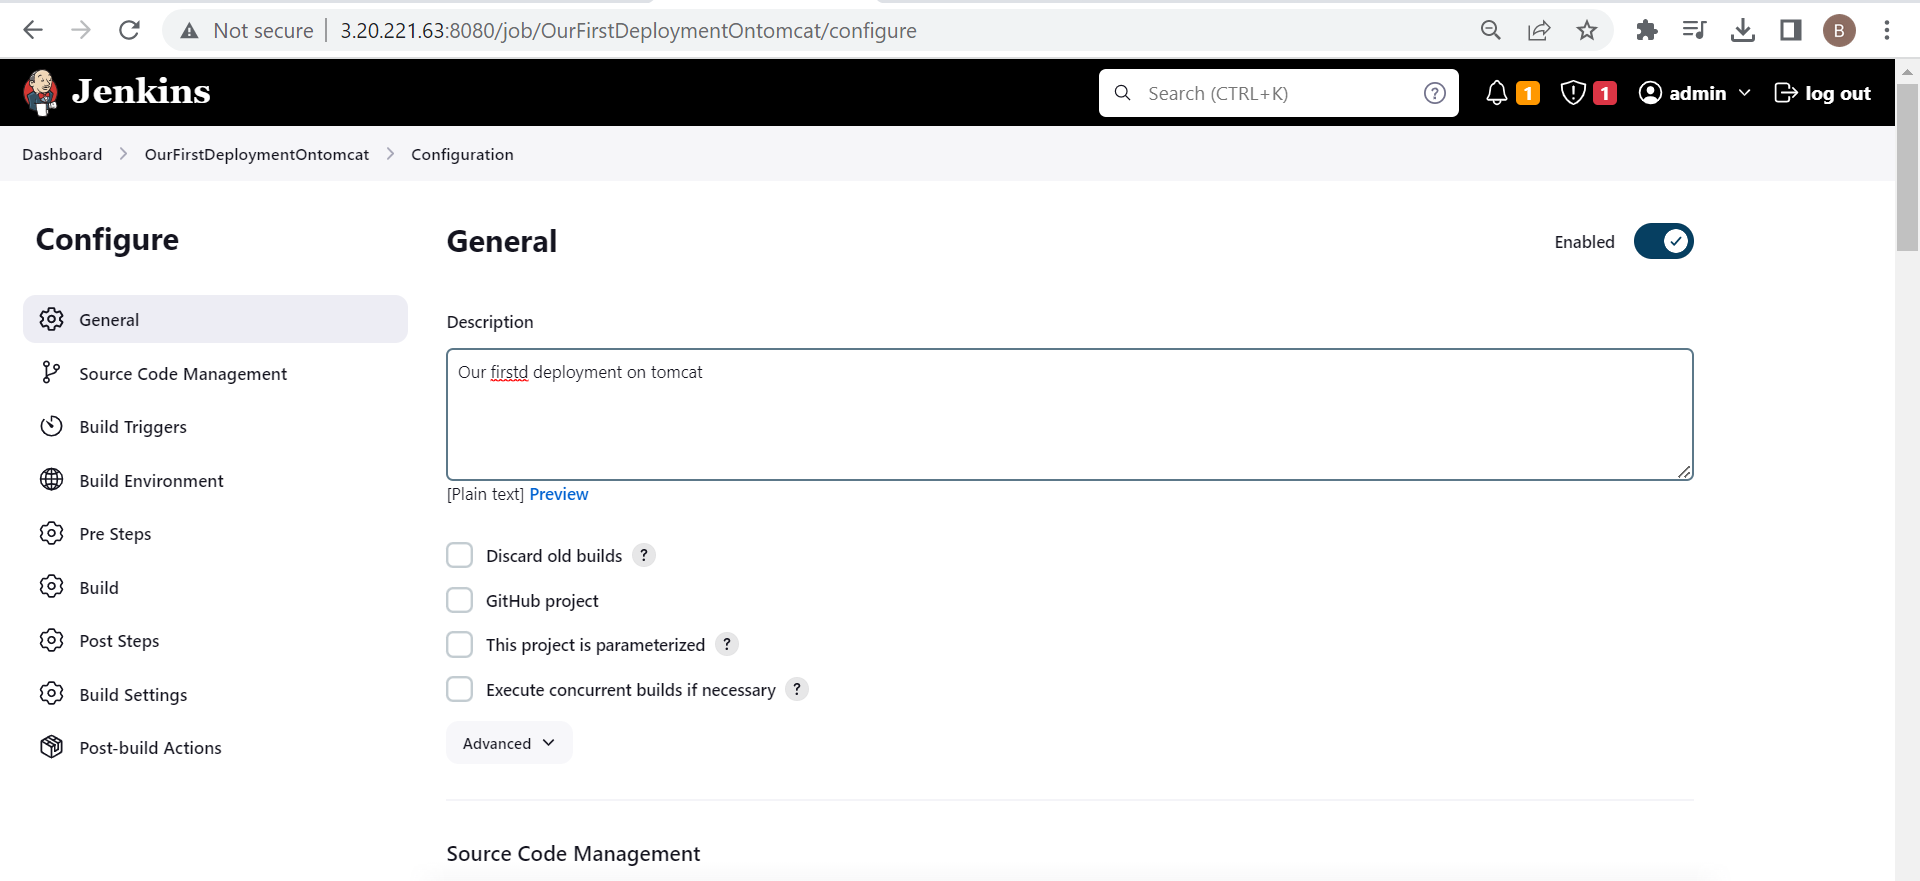 Not secure 3.20.221.63:8080/job/OurFirstDeploymentOntomcat/configure B
Jenkins Search (CTRL+K) ? 1 1 admin log out
Dashboard OurFirstDeploymentOntomcat Configuration
Configure
General
Source Code Management
Build Triggers
Build Environment
Pre Steps
Build
Post Steps
Build Settings
Post-build Actions
General Enabled
Description
Our firstd deployment on tomcat
[Plain text] Preview
Discard old builds ?
GitHub project
This project is parameterized ?
Execute concurrent builds if necessary ?
Advanced
Source Code Management